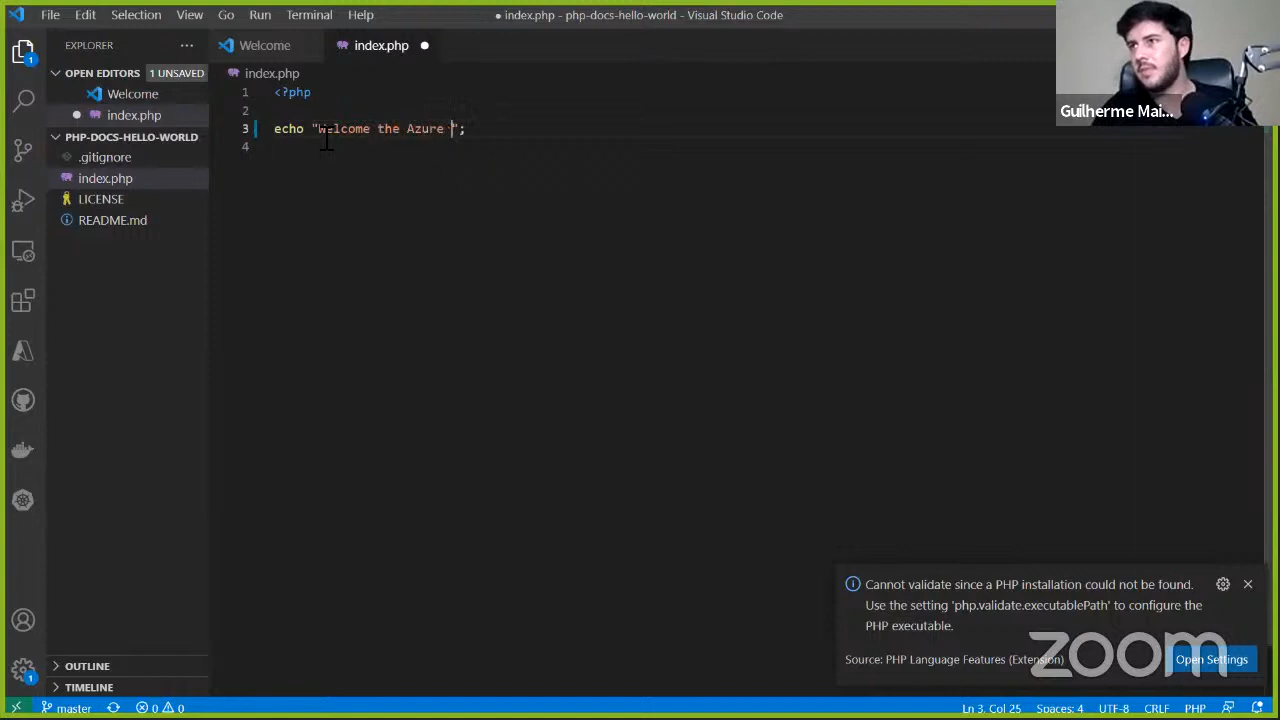 File Edit Selection View Go Run Terminal Help
● index.php - php-docs-hello-world - Visual Studio Code
EXPLORER
Welcome
index.php
OPEN EDITORS 1 UNSAVED
Welcome
index.php
PHP-DOCS-HELLO-WORLD
.gitignore
index.php
LICENSE
README.md
index.php
1 <?php
2
3 echo "Welcome the Azure ";
4
Guilherme Mai...
Cannot validate since a PHP installation could not be found.
Use the setting 'php.validate.executablePath' to configure the
PHP executable.
Source: PHP Language Features (Extension)
Open Settings
zoom
OUTLINE
TIMELINE
1
1
master 0 0
Ln 3, Col 25 Spaces: 4 UTF-8 CRLF PHP